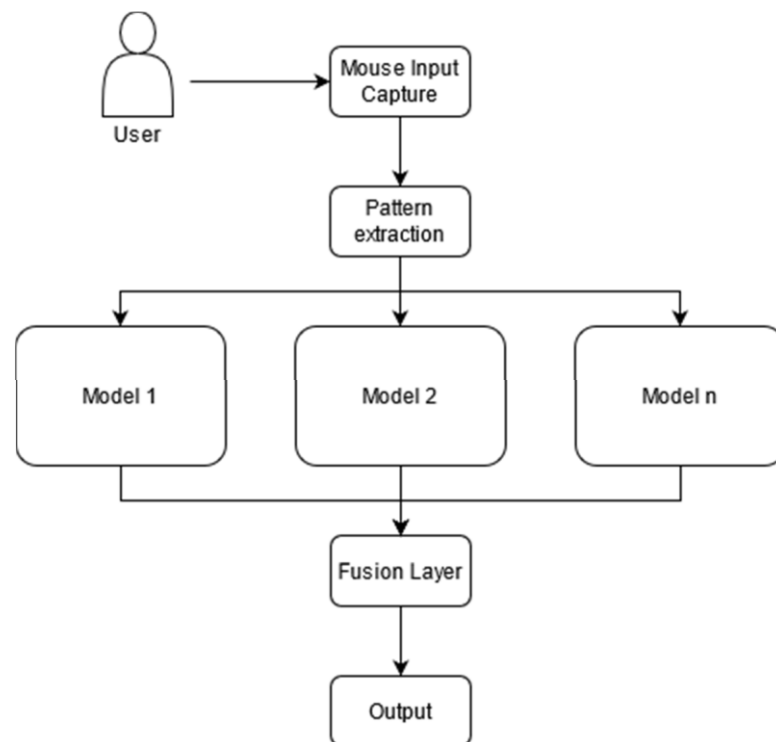 User
Mouse Input
Capture
Pattern
extraction
Model 1
Model 2
Model n
Fusion Layer
Output